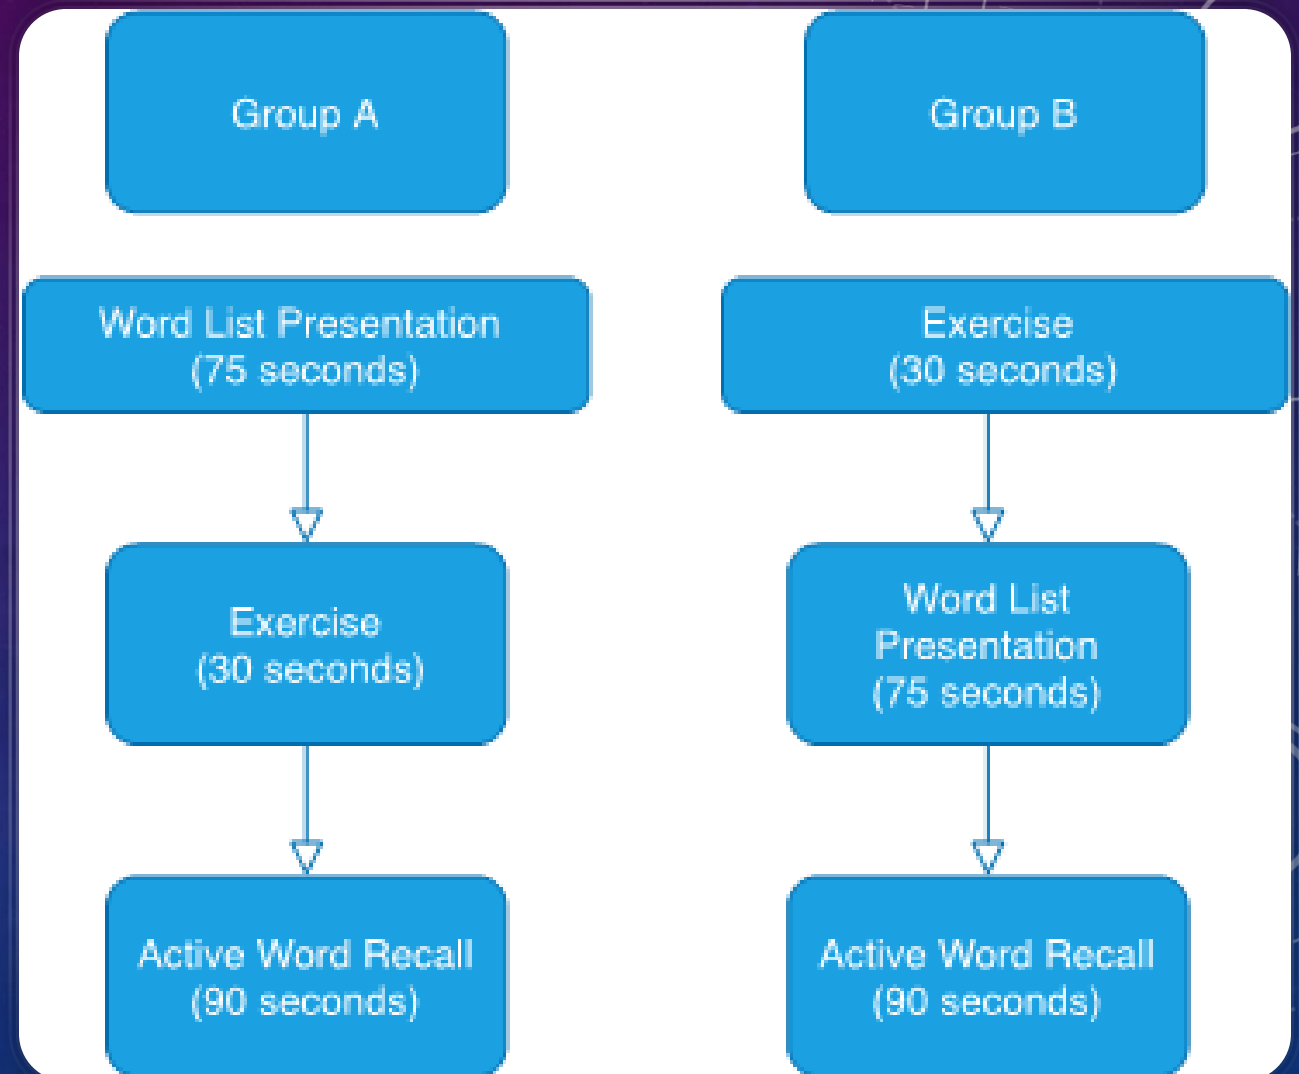 Group A
Group B
Word List Presentation
(75 seconds)
Exercise
(30 seconds)
Exercise
(30 seconds)
Word List
Presentation
(75 seconds)
Active Word Recall
(90 seconds)
Active Word Recall
(90 seconds)